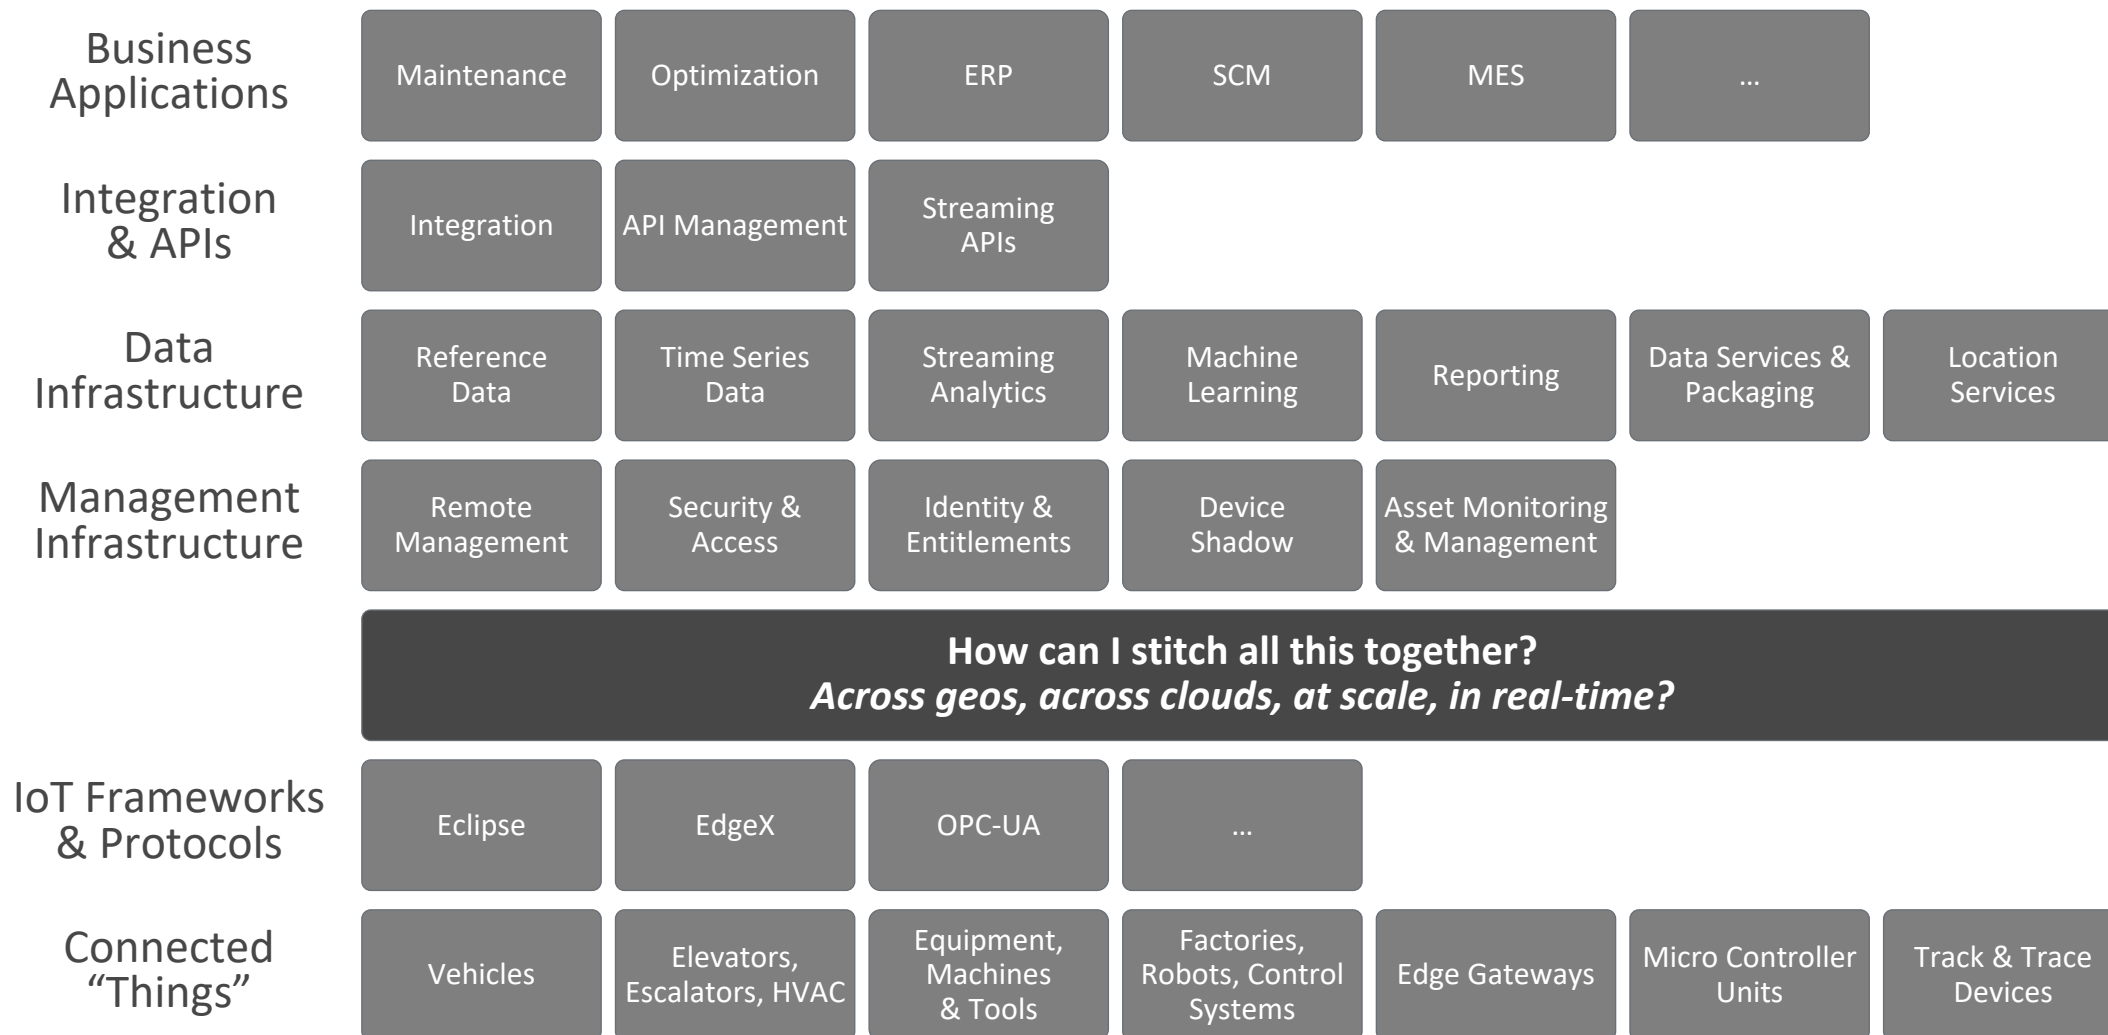 Business
Applications
Maintenance
Optimization
ERP
SCM
MES
...
Integration
& APIs
Integration
API Management
Streaming
APIs
Data
Infrastructure
Reference
Data
Time Series
Data
Streaming
Analytics
Machine
Learning
Reporting
Data Services &
Packaging
Location
Services
Management
Infrastructure
Remote
Management
Security &
Access
Identity &
Entitlements
Device
Shadow
Asset Monitoring
& Management
How can I stitch all this together?
Across geos, across clouds, at scale, in real-time?
IoT Frameworks
& Protocols
Eclipse
EdgeX
OPC-UA
...
Connected
“Things”
Vehicles
Elevators,
Escalators, HVAC
Equipment,
Machines
& Tools
Factories,
Robots, Control
Systems
Edge Gateways
Micro Controller
Units
Track & Trace
Devices